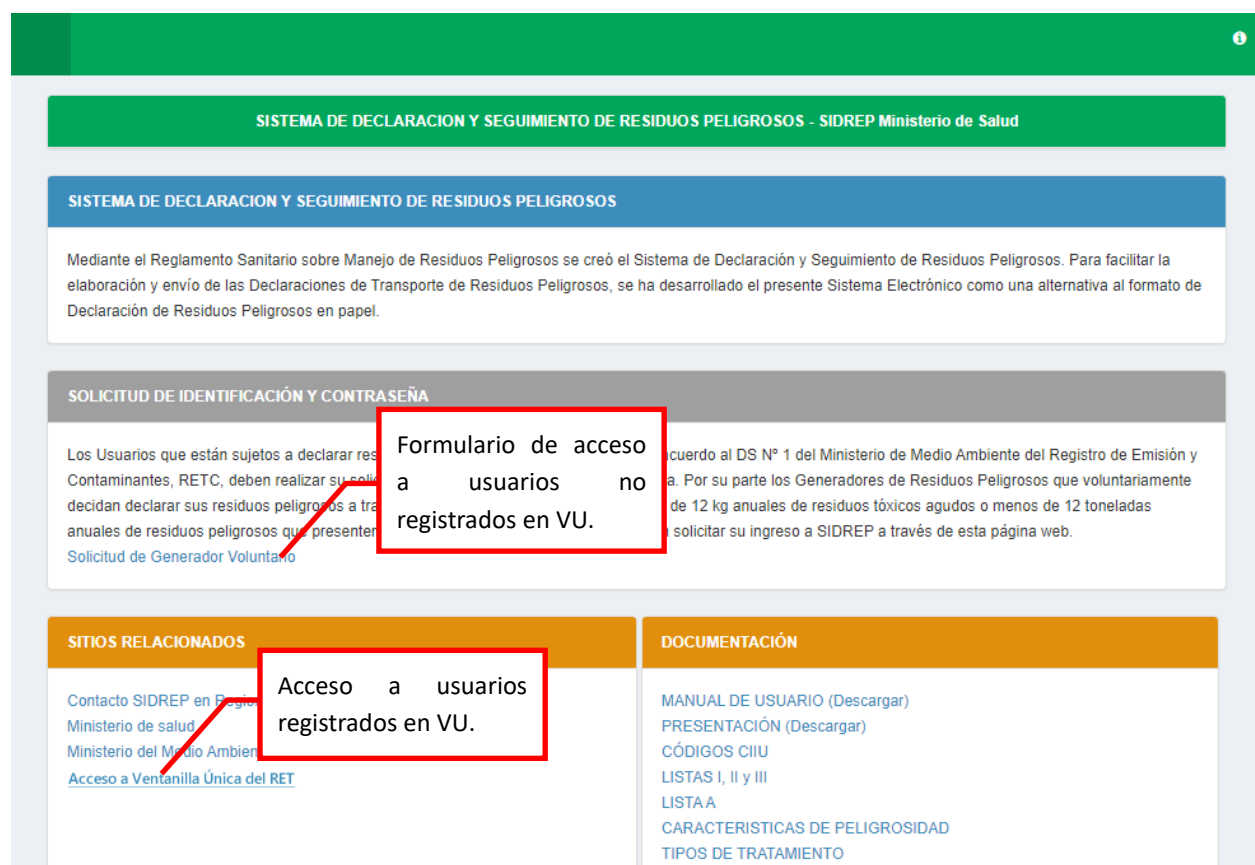 SISTEMA DE DECLARACION Y SEGUIMIENTO DE RESIDUOS PELIGROSOS - SIDREP Ministerio de Salud
SISTEMA DE DECLARACION Y SEGUIMIENTO DE RESIDUOS PELIGROSOS
Mediante el Reglamento Sanitario sobre Manejo de Residuos Peligrosos se creó el Sistema de Declaración y Seguimiento de Residuos Peligrosos. Para facilitar la
elaboración y envío de las Declaraciones de Transporte de Residuos Peligrosos, se ha desarrollado el presente Sistema Electrónico como una alternativa al formato de
Declaración de Residuos Peligrosos en papel.
SOLICITUD DE IDENTIFICACIÓN Y CONTRASEÑA
Los Usuarios que están sujetos a declarar acuerdo al DS Nº 1 del Ministerio de Medio Ambiente del Registro de Emisión y
Contaminantes, RETC, deben realizar su Por su parte los Generadores de Residuos Peligrosos que voluntariamente
decidan declarar sus residuos peligrosos a de 12 kg anuales de residuos tóxicos agudos o menos de 12 toneladas
anuales de residuos peligrosos que solicitar su ingreso a SIDREP a través de esta página web.
Solicitud de Generador Voluntario
Formulario de acceso
a usuarios no
registrados en VU.
SITIOS RELACIONADOS
Contacto SIDREP en
Ministerio de salud
Ministerio del Medio
Acceso a Ventanilla Única del RET
Acceso a usuarios
registrados en VU.
DOCUMENTACIÓN
MANUAL DE USUARIO (Descargar)
PRESENTACIÓN (Descargar)
CÓDIGOS CIIU
LISTAS I, II y III
LISTA A
CARACTERISTICAS DE PELIGROSIDAD
TIPOS DE TRATAMIENTO